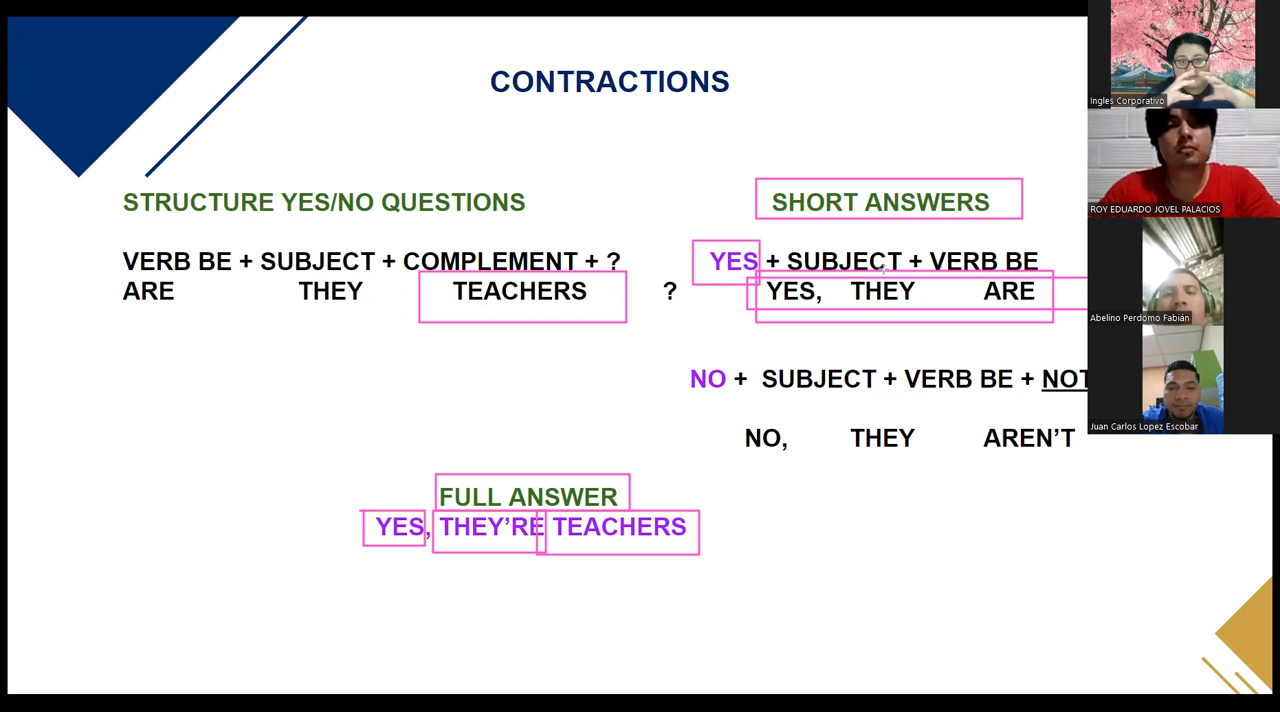 CONTRACTIONS
STRUCTURE YES/NO QUESTIONS
VERB BE + SUBJECT + COMPLEMENT + ?
ARE THEY TEACHERS ?
SHORT ANSWERS
YES + SUBJECT + VERB BE
YES, THEY ARE
NO + SUBJECT + VERB BE + NOT
NO, THEY AREN'T
FULL ANSWER
YES, THEY'RE TEACHERS
Ingles Corporativo
ROY EDUARDO JOVEL PALACIOS
Abelino Perdomo Fabián
Juan Carlos Lopez Escobar